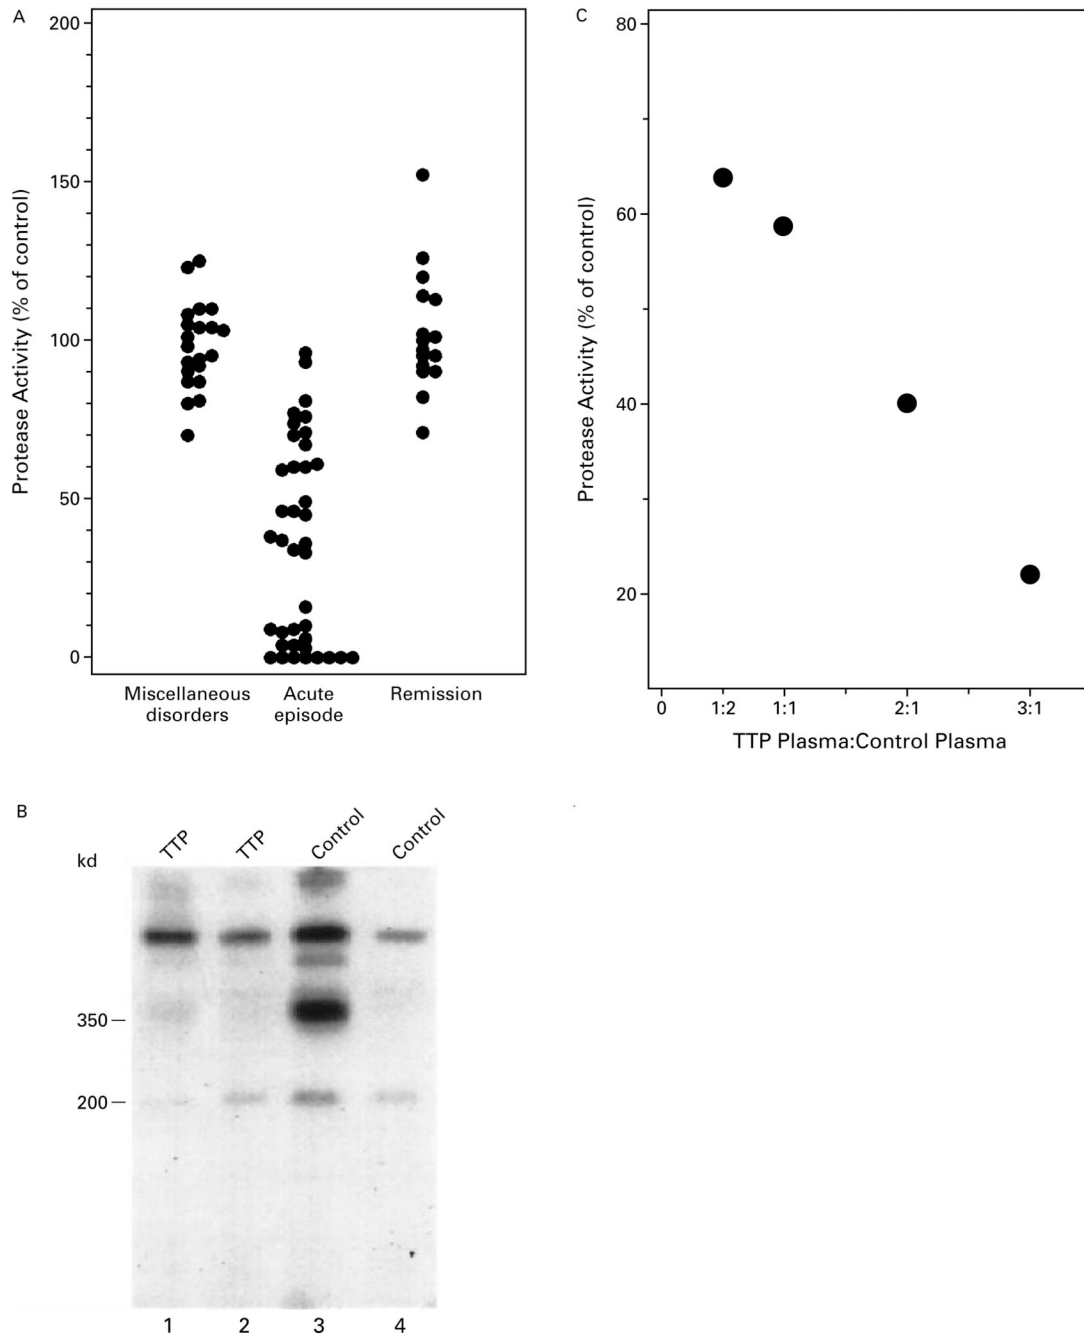 A
200
150
100
50
0
Protease Activity (% of control)
Miscellaneous
disorders
Acute
episode
Remission
C
80
60
40
20
Protease Activity (% of control)
0
1:2
1:1
2:1
3:1
TTP Plasma:Control Plasma
B
kd
TTP
TTP
Control
Control
350
200
1
2
3
4